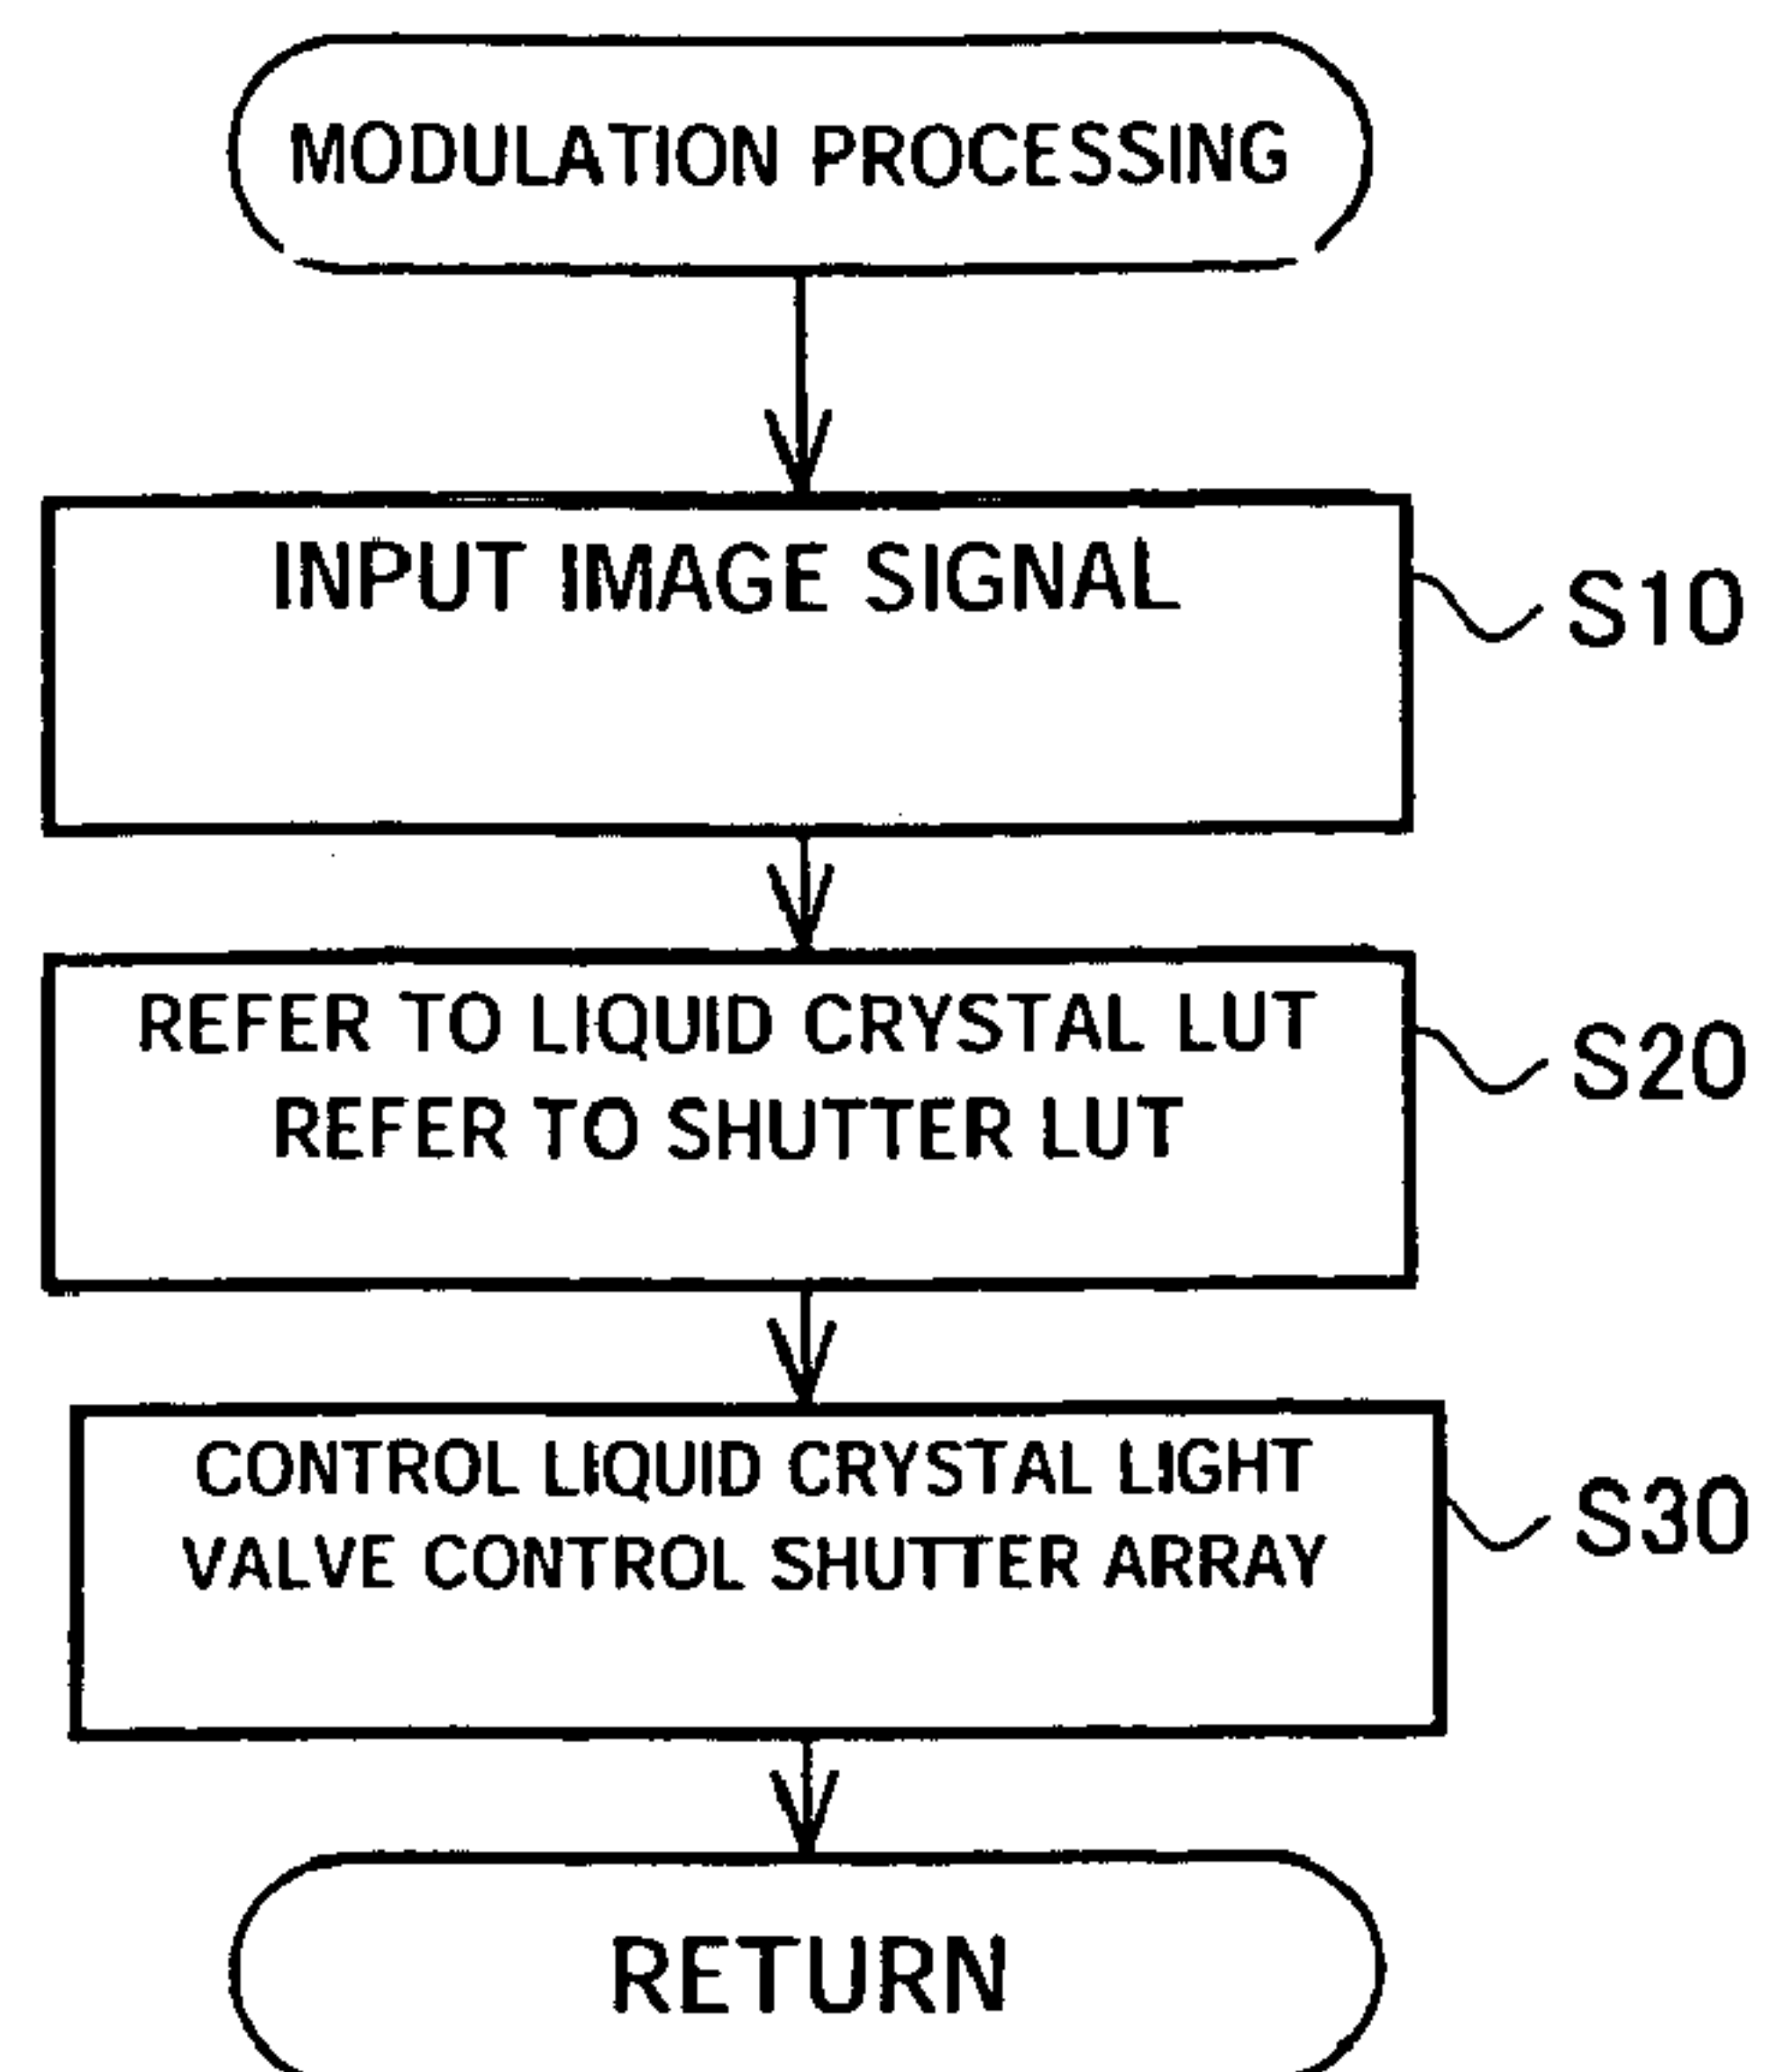 MODULATION PROCESSING
INPUT IMAGE SIGNAL
S10
REFER TO LIQUID CRYSTAL LUT
REFER TO SHUTTER LUT
S20
CONTROL LIQUID CRYSTAL LIGHT
VALVE CONTROL SHUTTER ARRAY
S30
RETURN